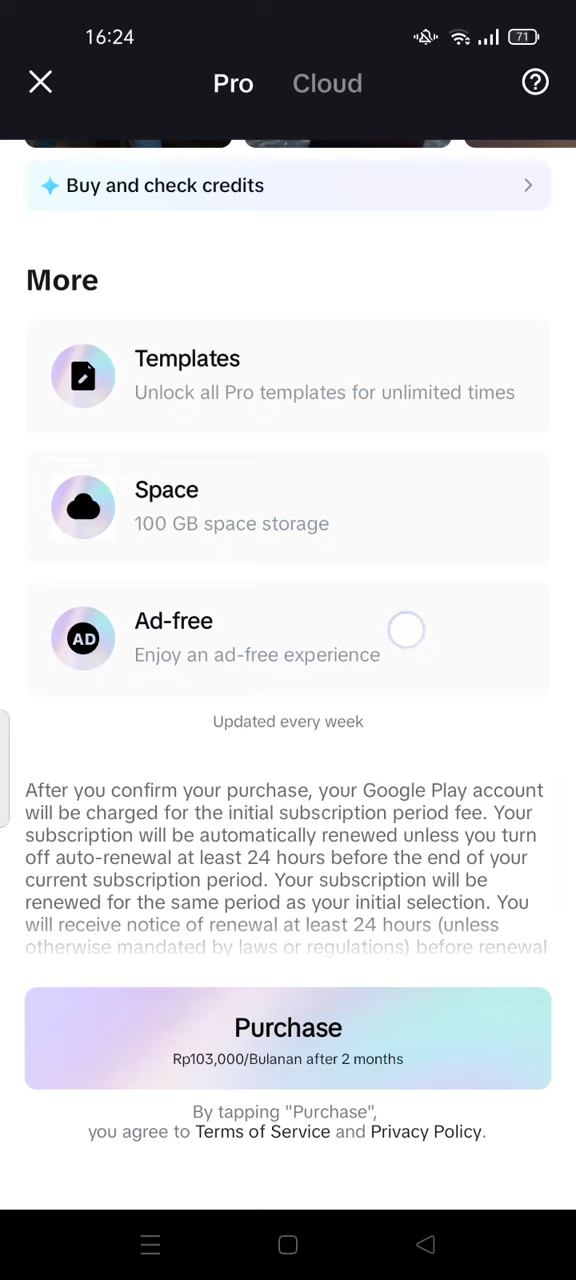 16:24
71
Pro Cloud
Buy and check credits
More
Templates
Unlock all Pro templates for unlimited times
Space
100 GB space storage
AD
Ad-free
Enjoy an ad-free experience
Updated every week
After you confirm your purchase, your Google Play account
will be charged for the initial subscription period fee. Your
subscription will be automatically renewed unless you turn
off auto-renewal at least 24 hours before the end of your
current subscription period. Your subscription will be
renewed for the same period as your initial selection. You
will receive notice of renewal at least 24 hours (unless
otherwise mandated by laws or regulations) before renewal
Purchase
Rp103,000/Bulanan after 2 months
By tapping "Purchase",
you agree to Terms of Service and Privacy Policy.